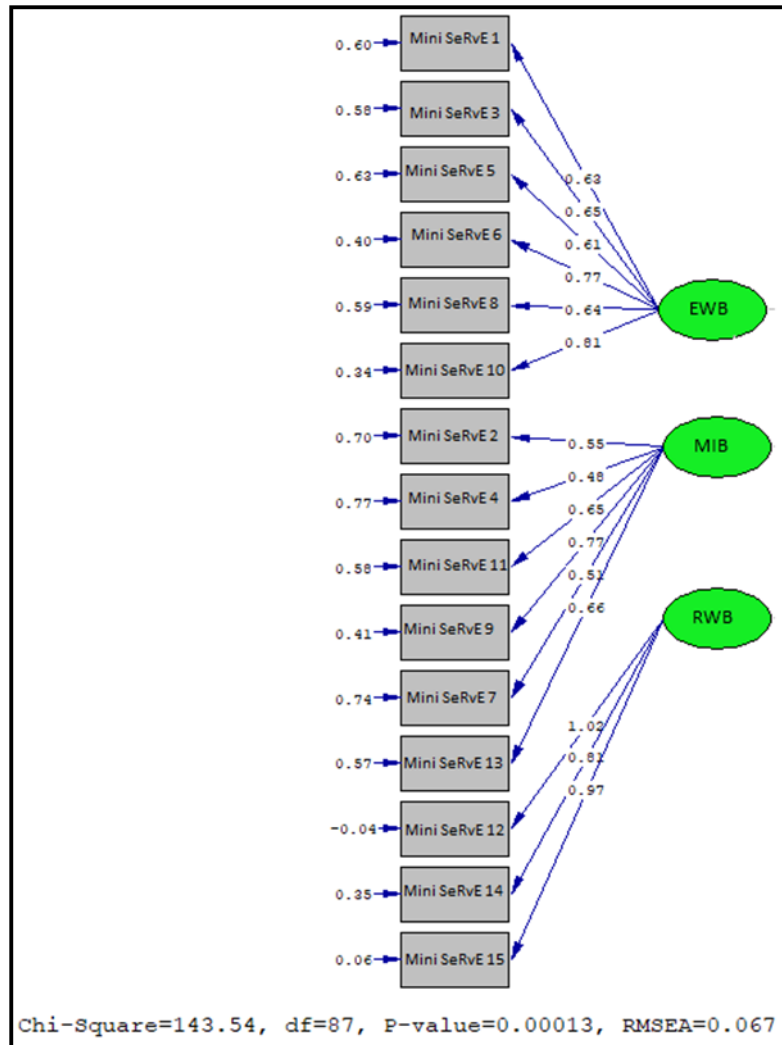 0.60 Mini SeRvE 1
0.58 Mini SeRvE 3
0.63 Mini SeRvE 5
0.63
0.65
0.61
0.40 Mini SeRvE 6
0.77
0.59 Mini SeRvE 8
0.64
EWB
0.81
0.34 Mini SeRvE 10
0.70 Mini SeRvE 2
0.55
MIB
0.48
0.77 Mini SeRvE 4
0.65
0.77
0.58 Mini SeRvE 11
0.51
0.66
RWB
0.41 Mini SeRvE 9
0.74 Mini SeRvE 7
1.02
0.81
0.57 Mini SeRvE 13
0.97
-0.04 Mini SeRvE 12
0.35 Mini SeRvE 14
0.06 Mini SeRvE 15
Chi-Square=143.54, df=87, P-value=0.00013, RMSEA=0.067